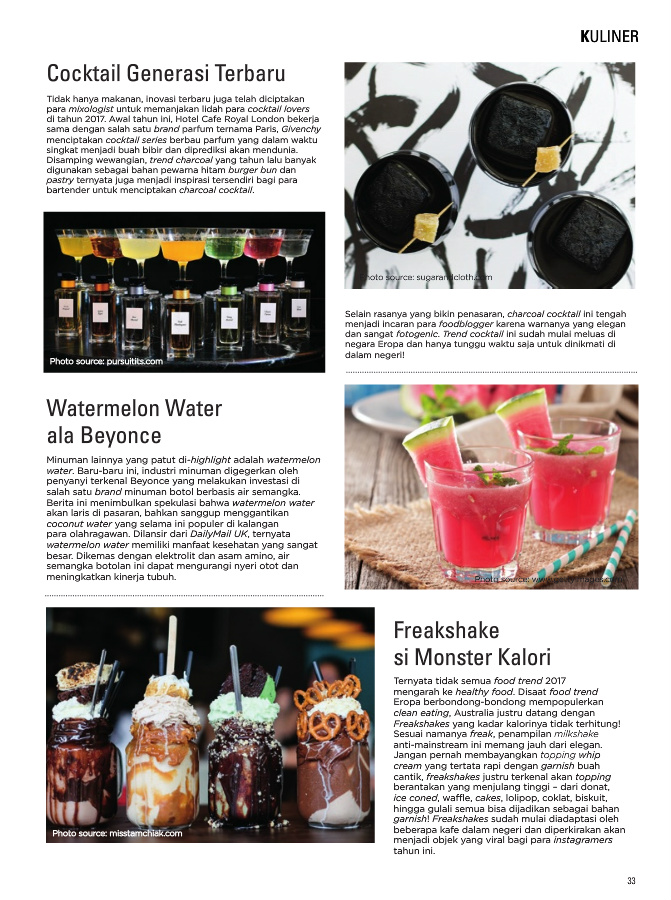 KULINER
Cocktail Generasi Terbaru
Tidak hanya makanan, inovasi terbaru juga telah diciptakan
para mixologist untuk memanjakan lidah para cocktail lovers
di tahun 2017. Awal tahun ini, Hotel Cafe Royal London bekerja
sama dengan salah satu brand parfum ternama Paris, Givenchy
menciptakan cocktail series berbau parfum yang dalam waktu
singkat menjadi buah bibir dan diprediksi akan mendunia.
Disamping wewangian, trend charcoal yang tahun lalu banyak
digunakan sebagai bahan pewarna hitam burger bun dan
pastry ternyata juga menjadi inspirasi tersendiri bagi para
bartender untuk menciptakan charcoal cocktail.
Photo source: pursuitits.com
Photo source: sugarandcloth.com
Selain rasanya yang bikin penasaran, charcoal cocktail ini tengah
menjadi incaran para foodblogger karena warnanya yang elegan
dan sangat fotogenic. Trend cocktail ini sudah mulai meluas di
negara Eropa dan hanya tunggu waktu saja untuk dinikmati di
dalam negeri!
Watermelon Water
ala Beyonce
Minuman lainnya yang patut di-highlight adalah watermelon
water. Baru-baru ini, industri minuman digegerkan oleh
penyanyi terkenal Beyonce yang melakukan investasi di
salah satu brand minuman botol berbasis air semangka.
Berita ini menimbulkan spekulasi bahwa watermelon water
akan laris di pasaran, bahkan sanggup menggantikan
coconut water yang selama ini populer di kalangan
para olahragawan. Dilansir dari DailyMail UK, ternyata
watermelon water memiliki manfaat kesehatan yang sangat
besar. Dikemas dengan elektrolit dan asam amino, air
semangka botolan ini dapat mengurangi nyeri otot dan
meningkatkan kinerja tubuh.
Photo source:
Photo source: misstamchiak.com
Freakshake
si Monster Kalori
Ternyata tidak semua food trend 2017
mengarah ke healthy food. Disaat food trend
Eropa berbondong-bondong mempopulerkan
clean eating, Australia justru datang dengan
Freakshakes yang kadar kalorinya tidak terhitung!
Sesuai namanya freak, penampilan milkshake
anti-mainstream ini memang jauh dari elegan.
Jangan pernah membayangkan topping whip
cream yang tertata rapi dengan garnish buah
cantik, freakshakes justru terkenal akan topping
berantakan yang menjulang tinggi – dari donat,
ice coned, waffle, cakes, lolipop, coklat, biskuit,
hingga gulali semua bisa dijadikan sebagai bahan
garnish! Freakshakes sudah mulai diadaptasi oleh
beberapa kafe dalam negeri dan diperkirakan akan
menjadi objek yang viral bagi para instagramers
tahun ini.
33